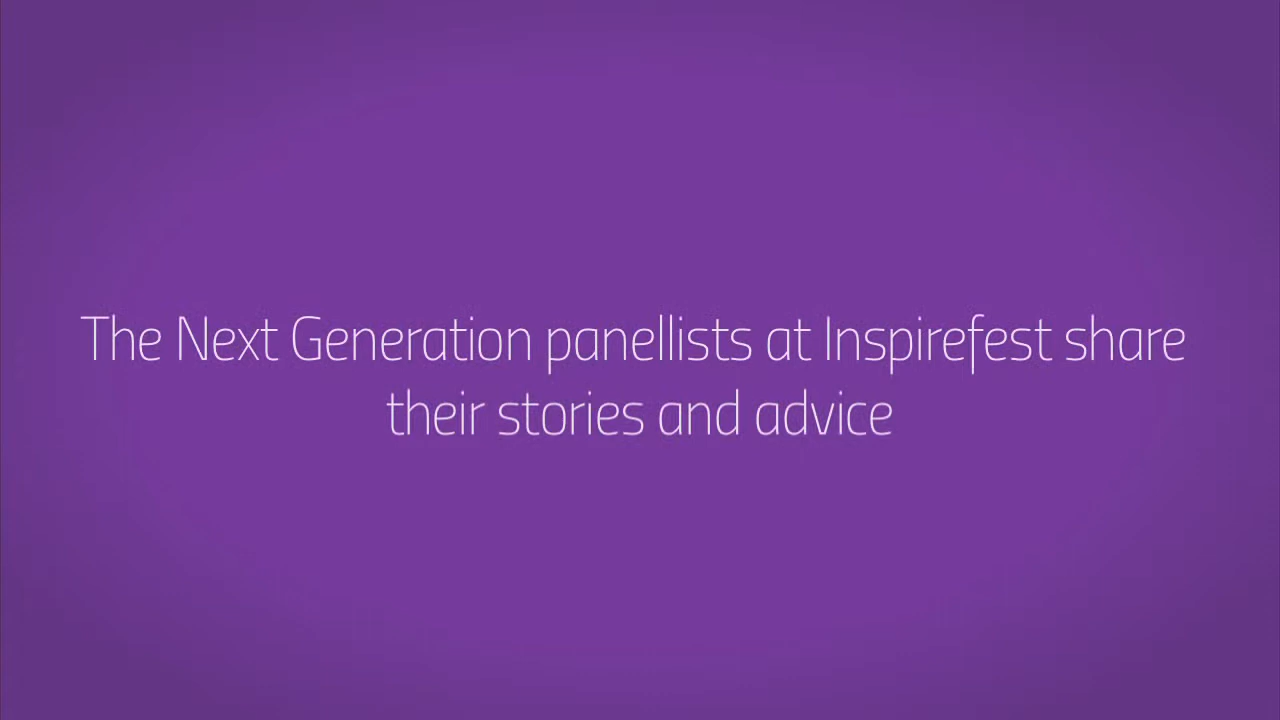 The Next Generation panellists at Inspirefest share
their stories and advice